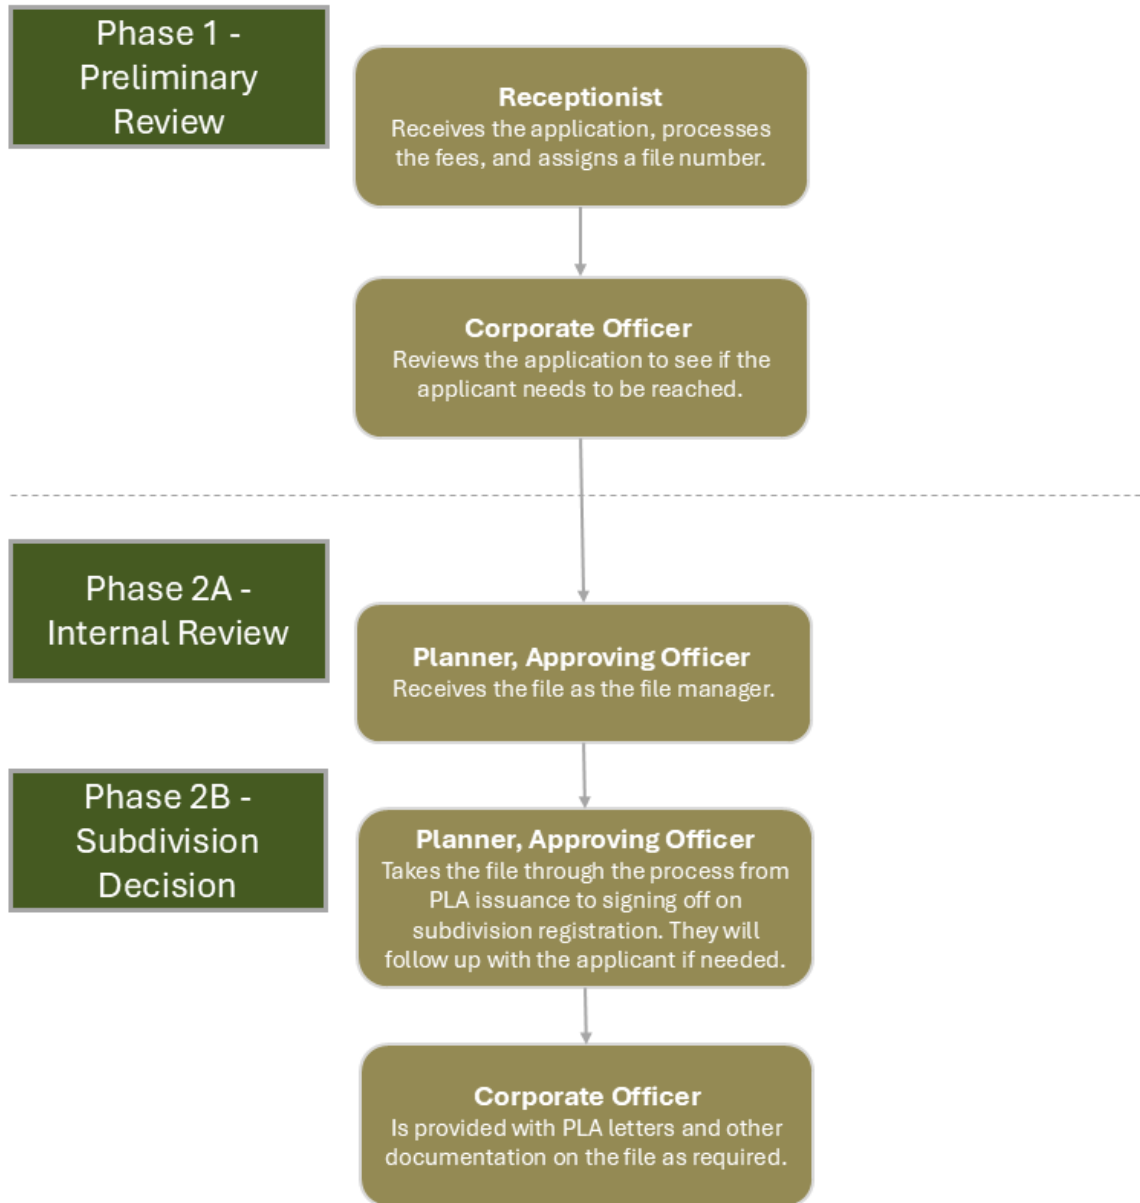 Phase 1 -
Preliminary
Review
Receptionist
Receives the application, processes
the fees, and assigns a file number.
Corporate Officer
Reviews the application to see if the
applicant needs to be reached.
Phase 2A -
Internal Review
Planner, Approving Officer
Receives the file as the file manager.
Phase 2B -
Subdivision
Decision
Planner, Approving Officer
Takes the file through the process from
PLA issuance to signing off on
subdivision registration. They will
follow up with the applicant if needed.
Corporate Officer
Is provided with PLA letters and other
documentation on the file as required.